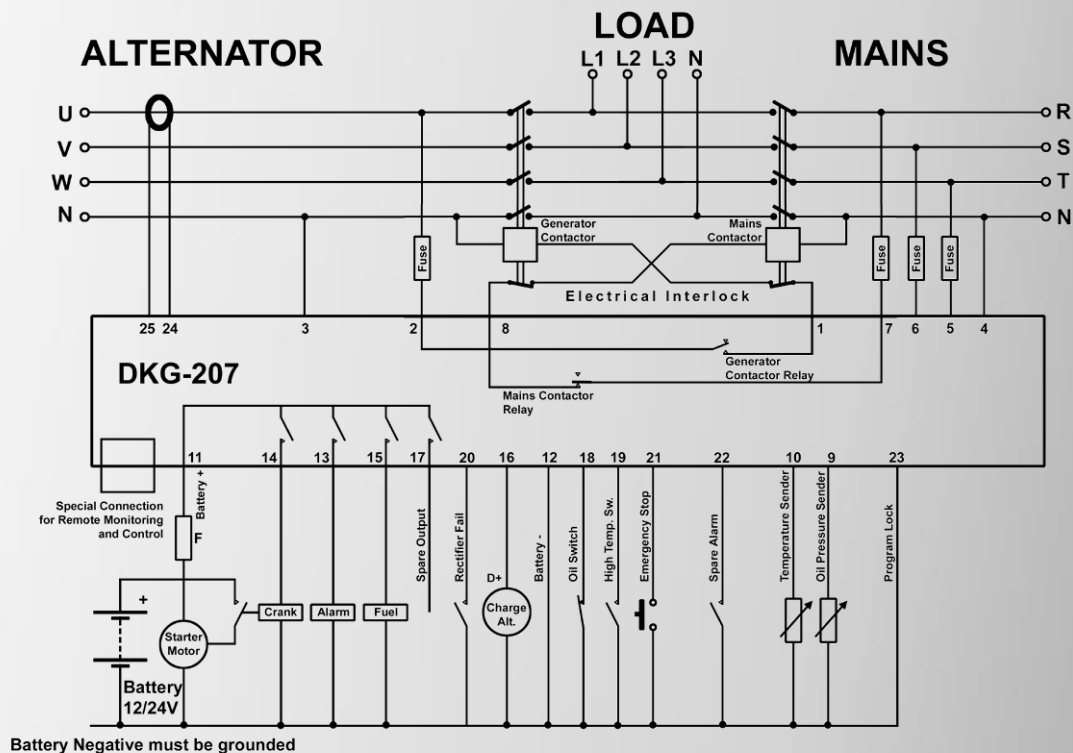 LOAD
ALTERNATOR
MAINS
L1 L2 L3 N
U
R
V
S
W
T
N
N
Generator
Contactor
Mains
Contactor
Fuse
Fuse
Fuse
Fuse
Electrical Interlock
25 24 3 2 8 1 7 6 5 4
DKG-207
Generator
Contactor Relay
Mains Contactor
Relay
11 14 13 15 17 20 16 12 18 19 21 22 10 9 23
Special Connection
for Remote Monitoring
and Control
Battery +
F
Spare Output
Rectifier Fail
Battery -
Oil Switch
High Temp. Sw.
Emergency Stop
Spare Alarm
Temperature Sender
Oil Pressure Sender
Program Lock
D+
Charge
Alt.
+
Crank
Alarm
Fuel
Starter
Motor
Battery
12/24V
Battery Negative must be grounded